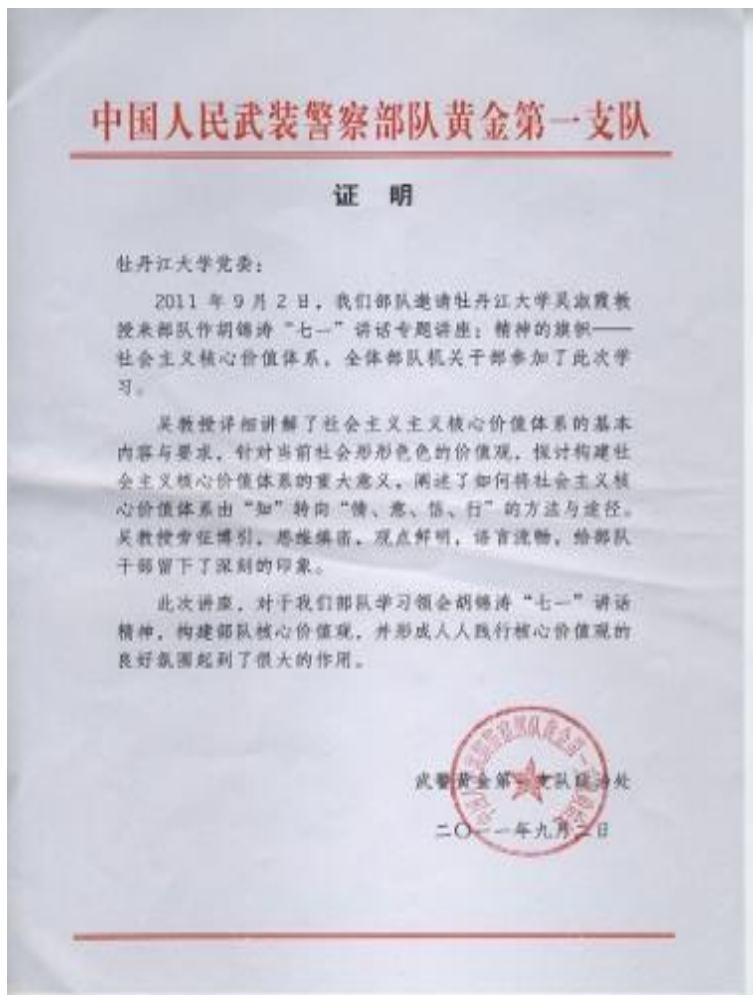 中国人民武装警察部队黄金第一支队
证 明
牡丹江大学党委：
2011 年 9 月 2 日，我们部队邀请牡丹江大学吴淑霞教
授来部队作胡锦涛“七一”讲话专题讲座：精神的旗帜——
社会主义核心价值体系，全体部队机关干部参加了此次学
习。
吴教授详细讲解了社会主义主义核心价值体系的基本
内容与要求，针对当前社会形形色色的价值观，探讨构建社
会主义核心价值体系的重大意义，阐述了如何将社会主义核
心价值体系由“知”转向“情、意、信、行”的方法与途径。
吴教授旁征博引，思维缜密，观点鲜明，语言流畅，给部队
干部留下了深刻的印象。
此次讲座，对于我们部队学习领会胡锦涛“七一”讲话
精神，构建部队核心价值观，并形成人人践行核心价值观的
良好氛围起到了很大的作用。
武警黄金第一支队政治处
二〇一一年九月二日